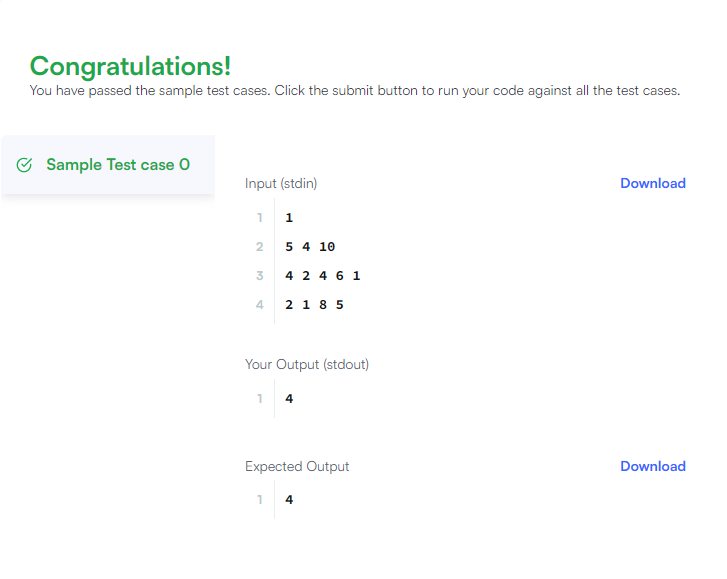 Congratulations!
You have passed the sample test cases. Click the submit button to run your code against all the test cases.
Sample Test case 0
Input (stdin)
Download
1 1
2 5 4 10
3 4 2 4 6 1
4 2 1 8 5
Your Output (stdout)
1 4
Expected Output
Download
1 4